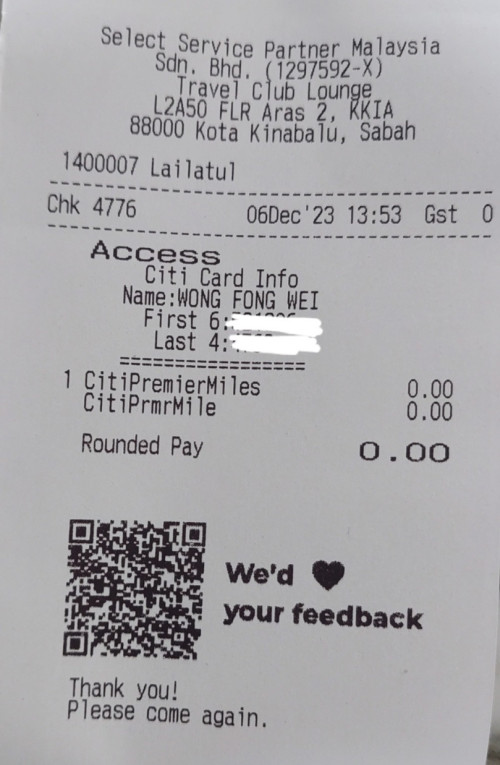 Select Service Partner Malaysia
Sdn. Bhd. (1297592-X)
Travel Club Lounge
L2A50 FLR Aras 2, KKIA
88000 Kota Kinabalu, Sabah
1400007 Lailatul
Chk 4776 06Dec'23 13:53 Gst 0
Access
Citi Card Info
Name:WONG FONG WEI
First 6:
Last 4:
1 CitiPremierMiles 0.00
CitiPrmrMile 0.00
Rounded Pay 0.00
We'd ♥
your feedback
Thank you!
Please come again.